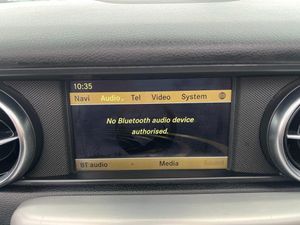 10:35
Navi Audio Tel Video System
No Bluetooth audio device
authorised.
BT audio Media